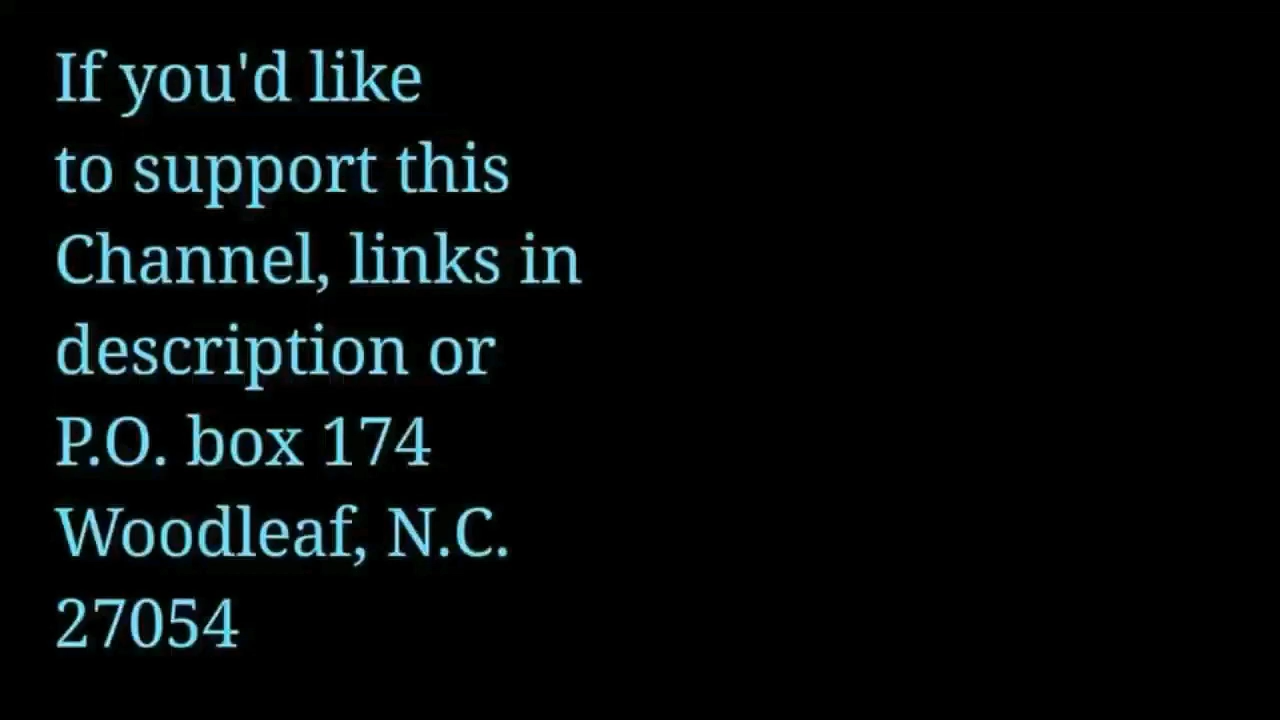 If you'd like
to support this
Channel, links in
description or
P.O. box 174
Woodleaf, N.C.
27054